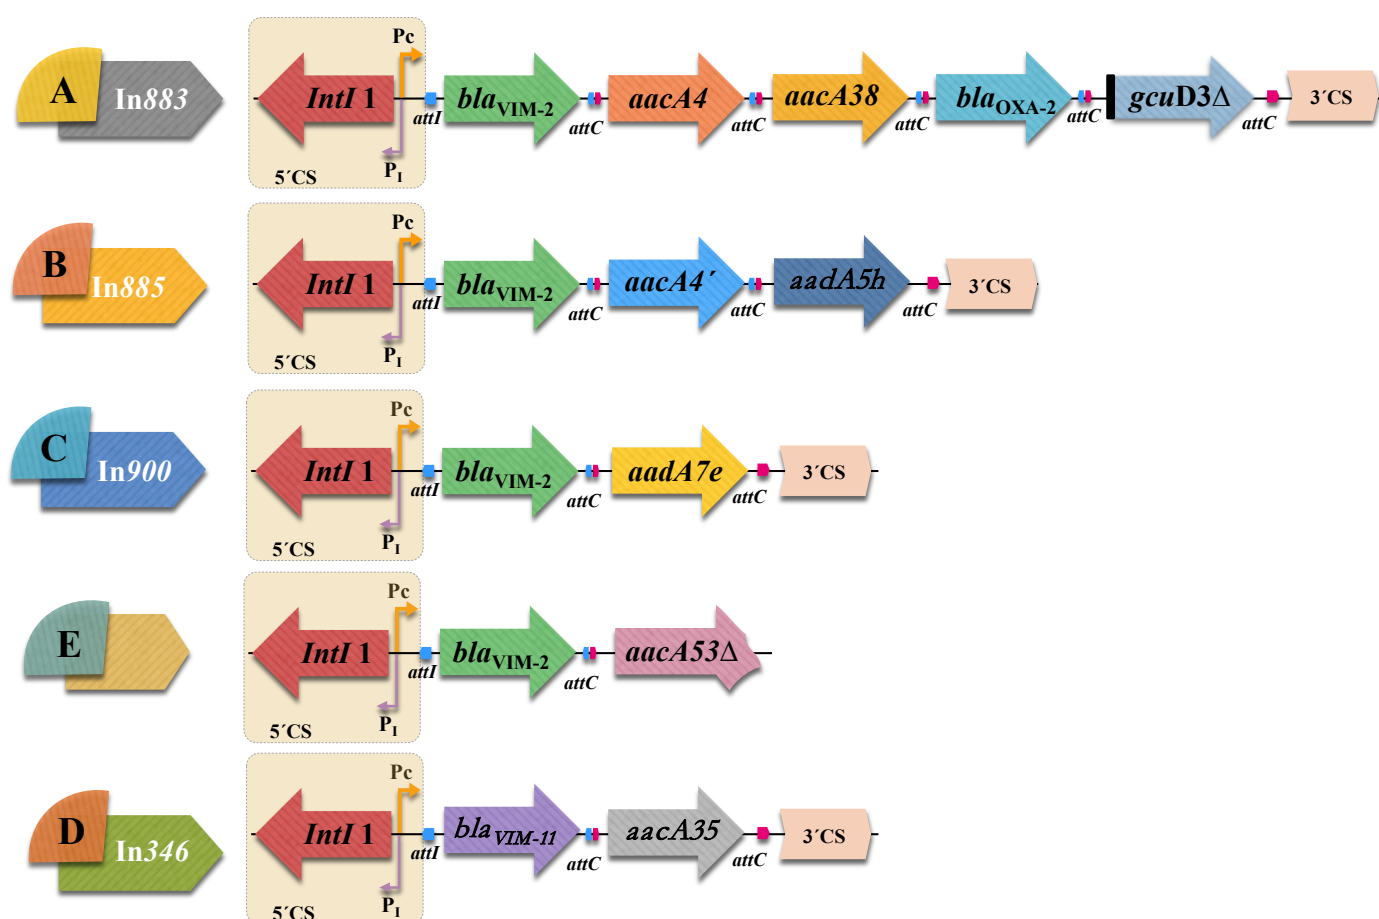 A In883 IntI 1 Pc PI 5´CS attI blaVIM-2 attC aacA4 attC aacA38 attC blaOXA-2 attC gcuD3Δ attC 3´CS
B In885 IntI 1 Pc PI 5´CS attI blaVIM-2 attC aacA4´ attC aadA5h attC 3´CS
C In900 IntI 1 Pc PI 5´CS attI blaVIM-2 attC aadA7e attC 3´CS
E IntI 1 Pc PI 5´CS attI blaVIM-2 attC aacA53Δ
D In346 IntI 1 Pc PI 5´CS attI blaVIM-11 attC aacA35 attC 3´CS